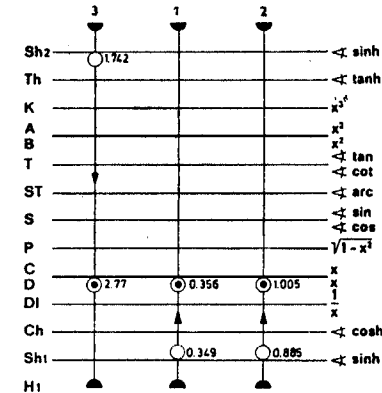 3 1 2
Sh2 1.742 ∢ sinh
Th ∢ tanh
K x³
A x²
B x²
T ∢ tan
∢ cot
ST ∢ arc
S ∢ sin
∢ cos
P √1-x²
C x
D 2.77 0.356 1.005 x
DI 1/x
Ch ∢ cosh
Sh1 0.349 0.885 ∢ sinh
H1